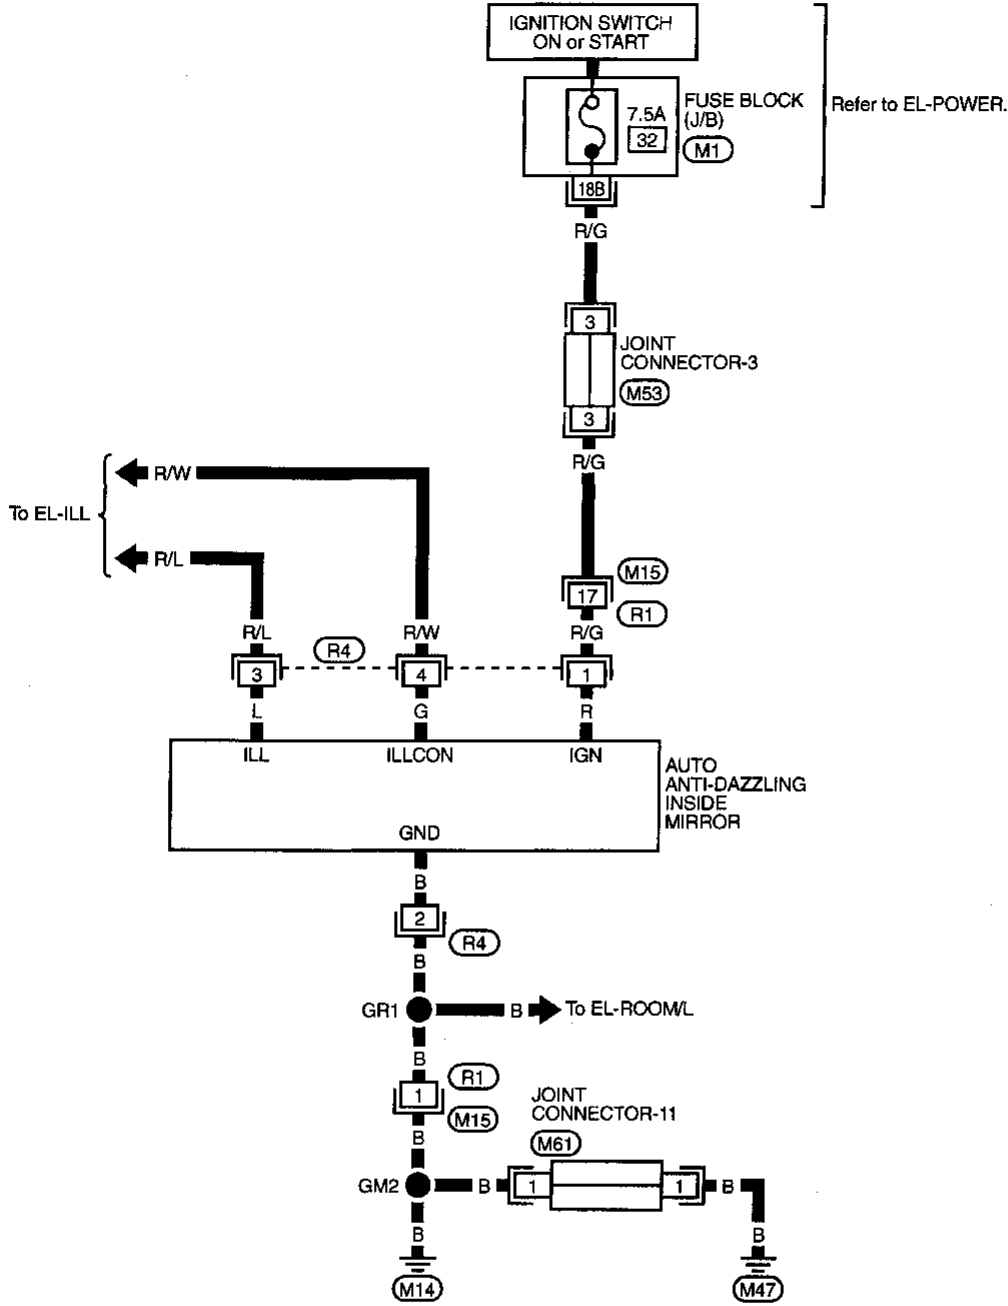 IGNITION SWITCH
ON or START
7.5A
32
FUSE BLOCK
(J/B)
M1
Refer to EL-POWER.
18B
R/G
3
JOINT
CONNECTOR-3
M53
3
R/G
R/W
To EL-ILL
R/L
M15
17
R1
R/L
R/W
R/G
R4
3
4
1
L
G
R
ILL
ILLCON
IGN
AUTO
ANTI-DAZZLING
INSIDE
MIRROR
GND
B
2
R4
B
GR1
B
To EL-ROOM/L
B
R1
1
M15
JOINT
CONNECTOR-11
M61
B
GM2
B
1
1
B
B
B
M14
M47